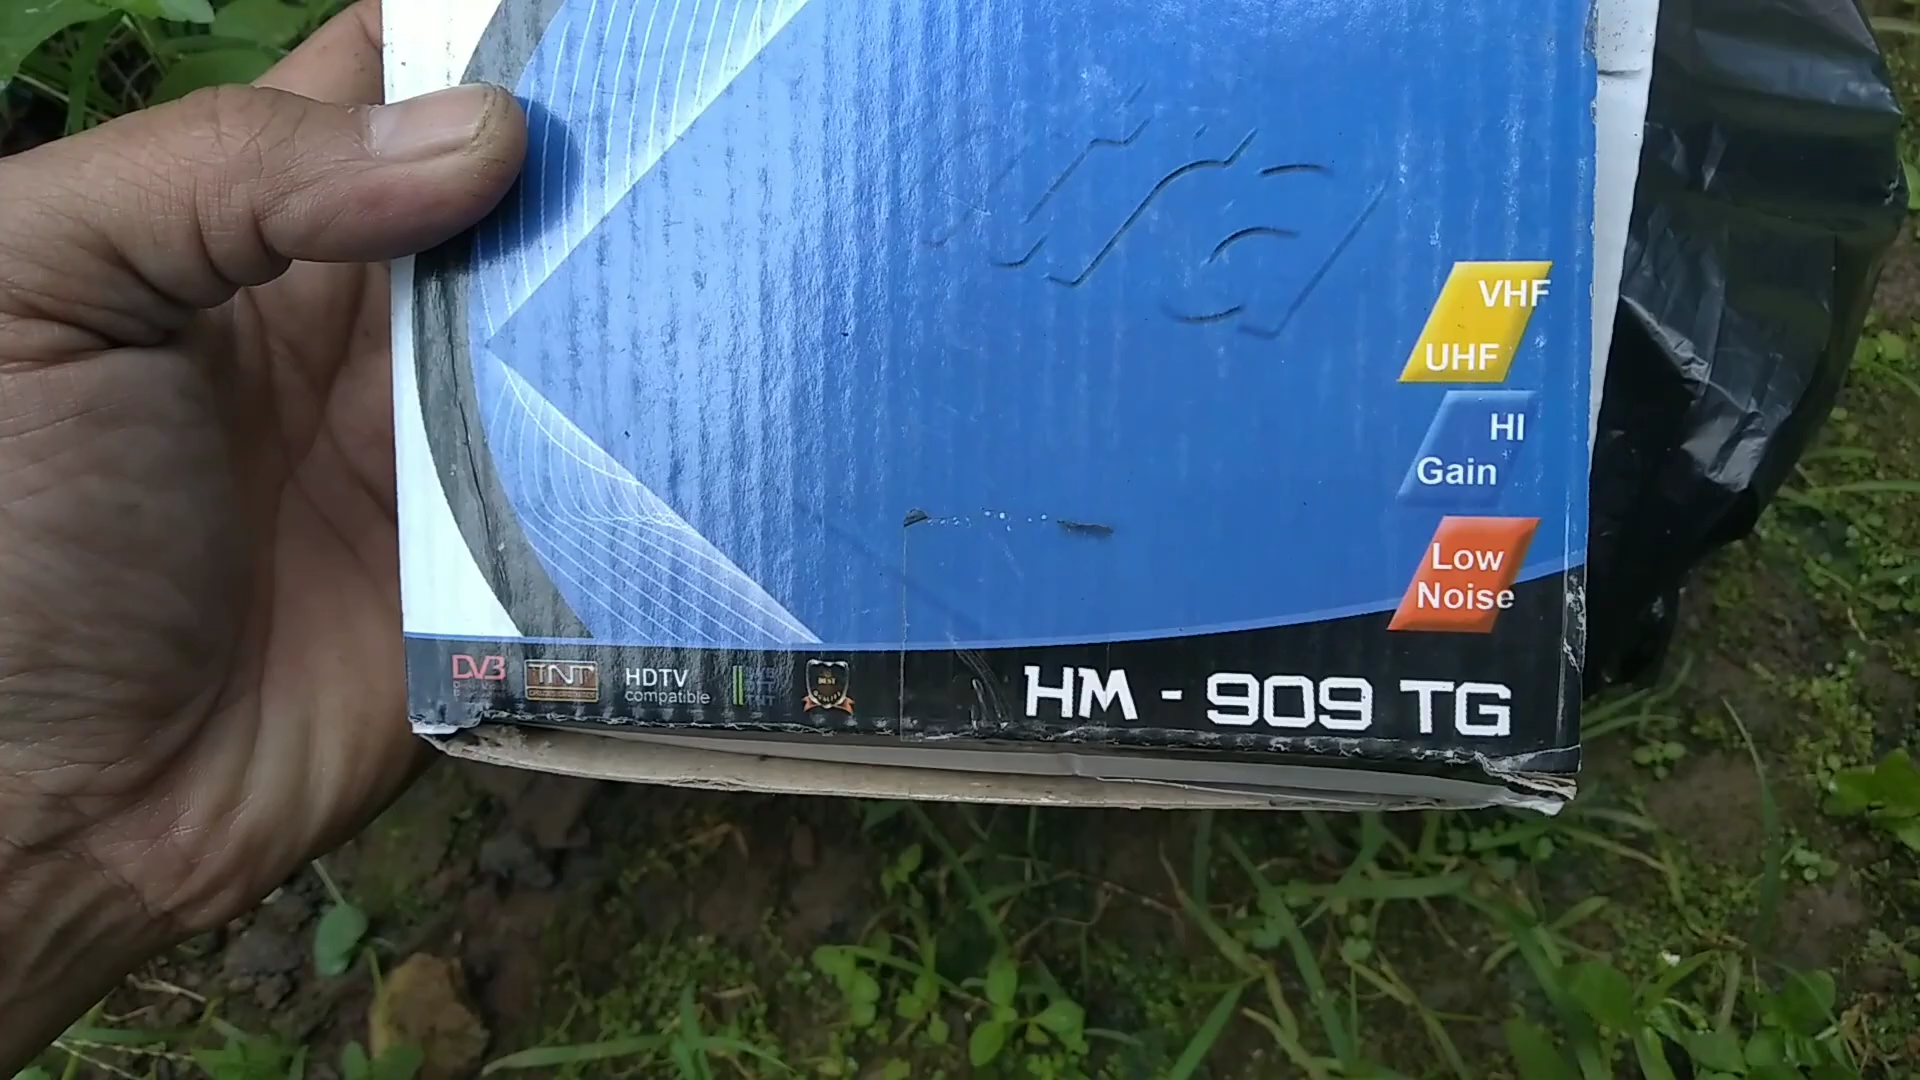 VHF
UHF
HI
Gain
Low
Noise
DVB
TNT
HDTV
compatible
HM - 909 TG